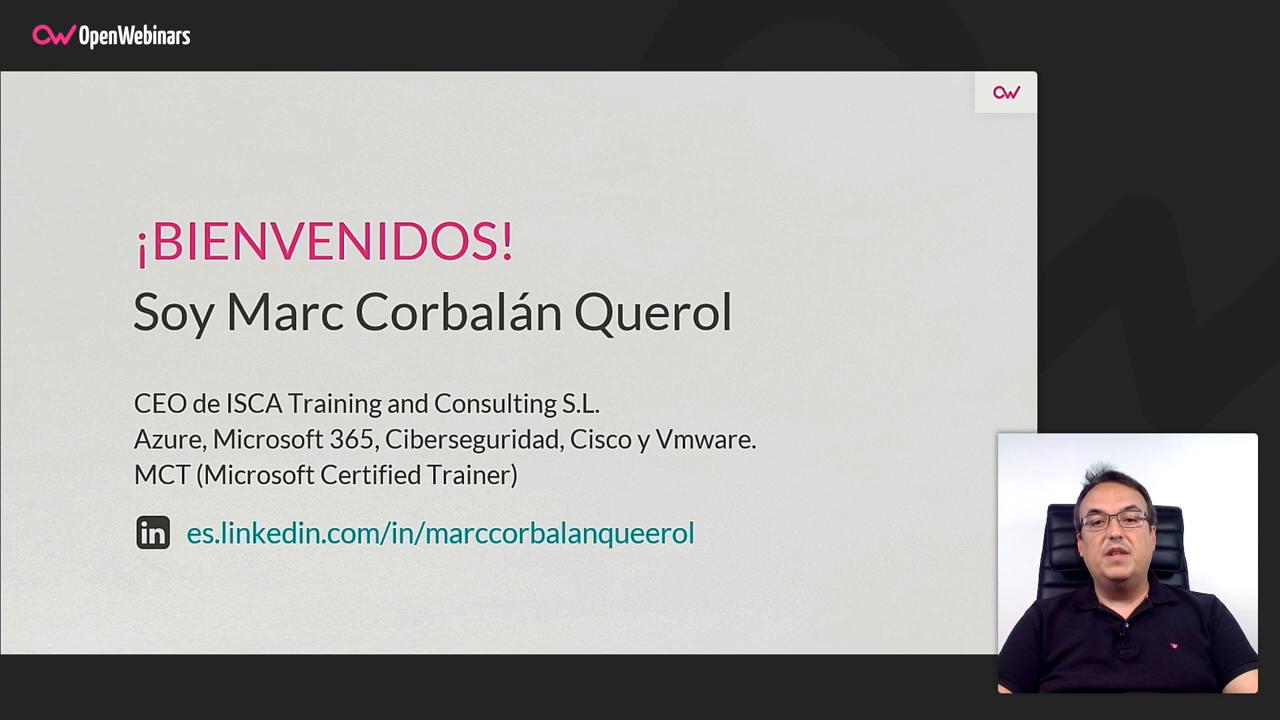 OpenWebinars
¡BIENVENIDOS!
Soy Marc Corbalán Querol
CEO de ISCA Training and Consulting S.L.
Azure, Microsoft 365, Ciberseguridad, Cisco y Vmware.
MCT (Microsoft Certified Trainer)
in es.linkedin.com/in/marccorbalanqueerol